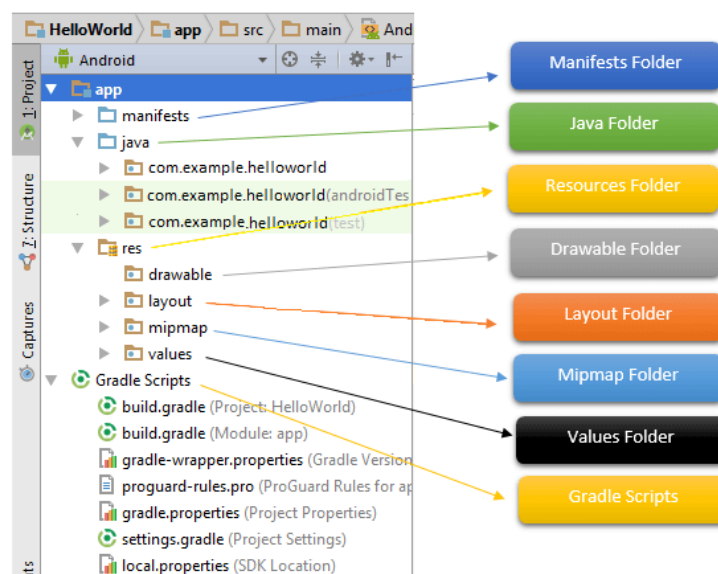 HelloWorld app src main And
Android
1: Project
7: Structure
Captures
app
manifests
java
com.example.helloworld
com.example.helloworld(androidTes
com.example.helloworld(test)
res
drawable
layout
mipmap
values
Gradle Scripts
build.gradle (Project: HelloWorld)
build.gradle (Module: app)
gradle-wrapper.properties (Gradle Version
proguard-rules.pro (ProGuard Rules for ap
gradle.properties (Project Properties)
settings.gradle (Project Settings)
local.properties (SDK Location)
Manifests Folder
Java Folder
Resources Folder
Drawable Folder
Layout Folder
Mipmap Folder
Values Folder
Gradle Scripts